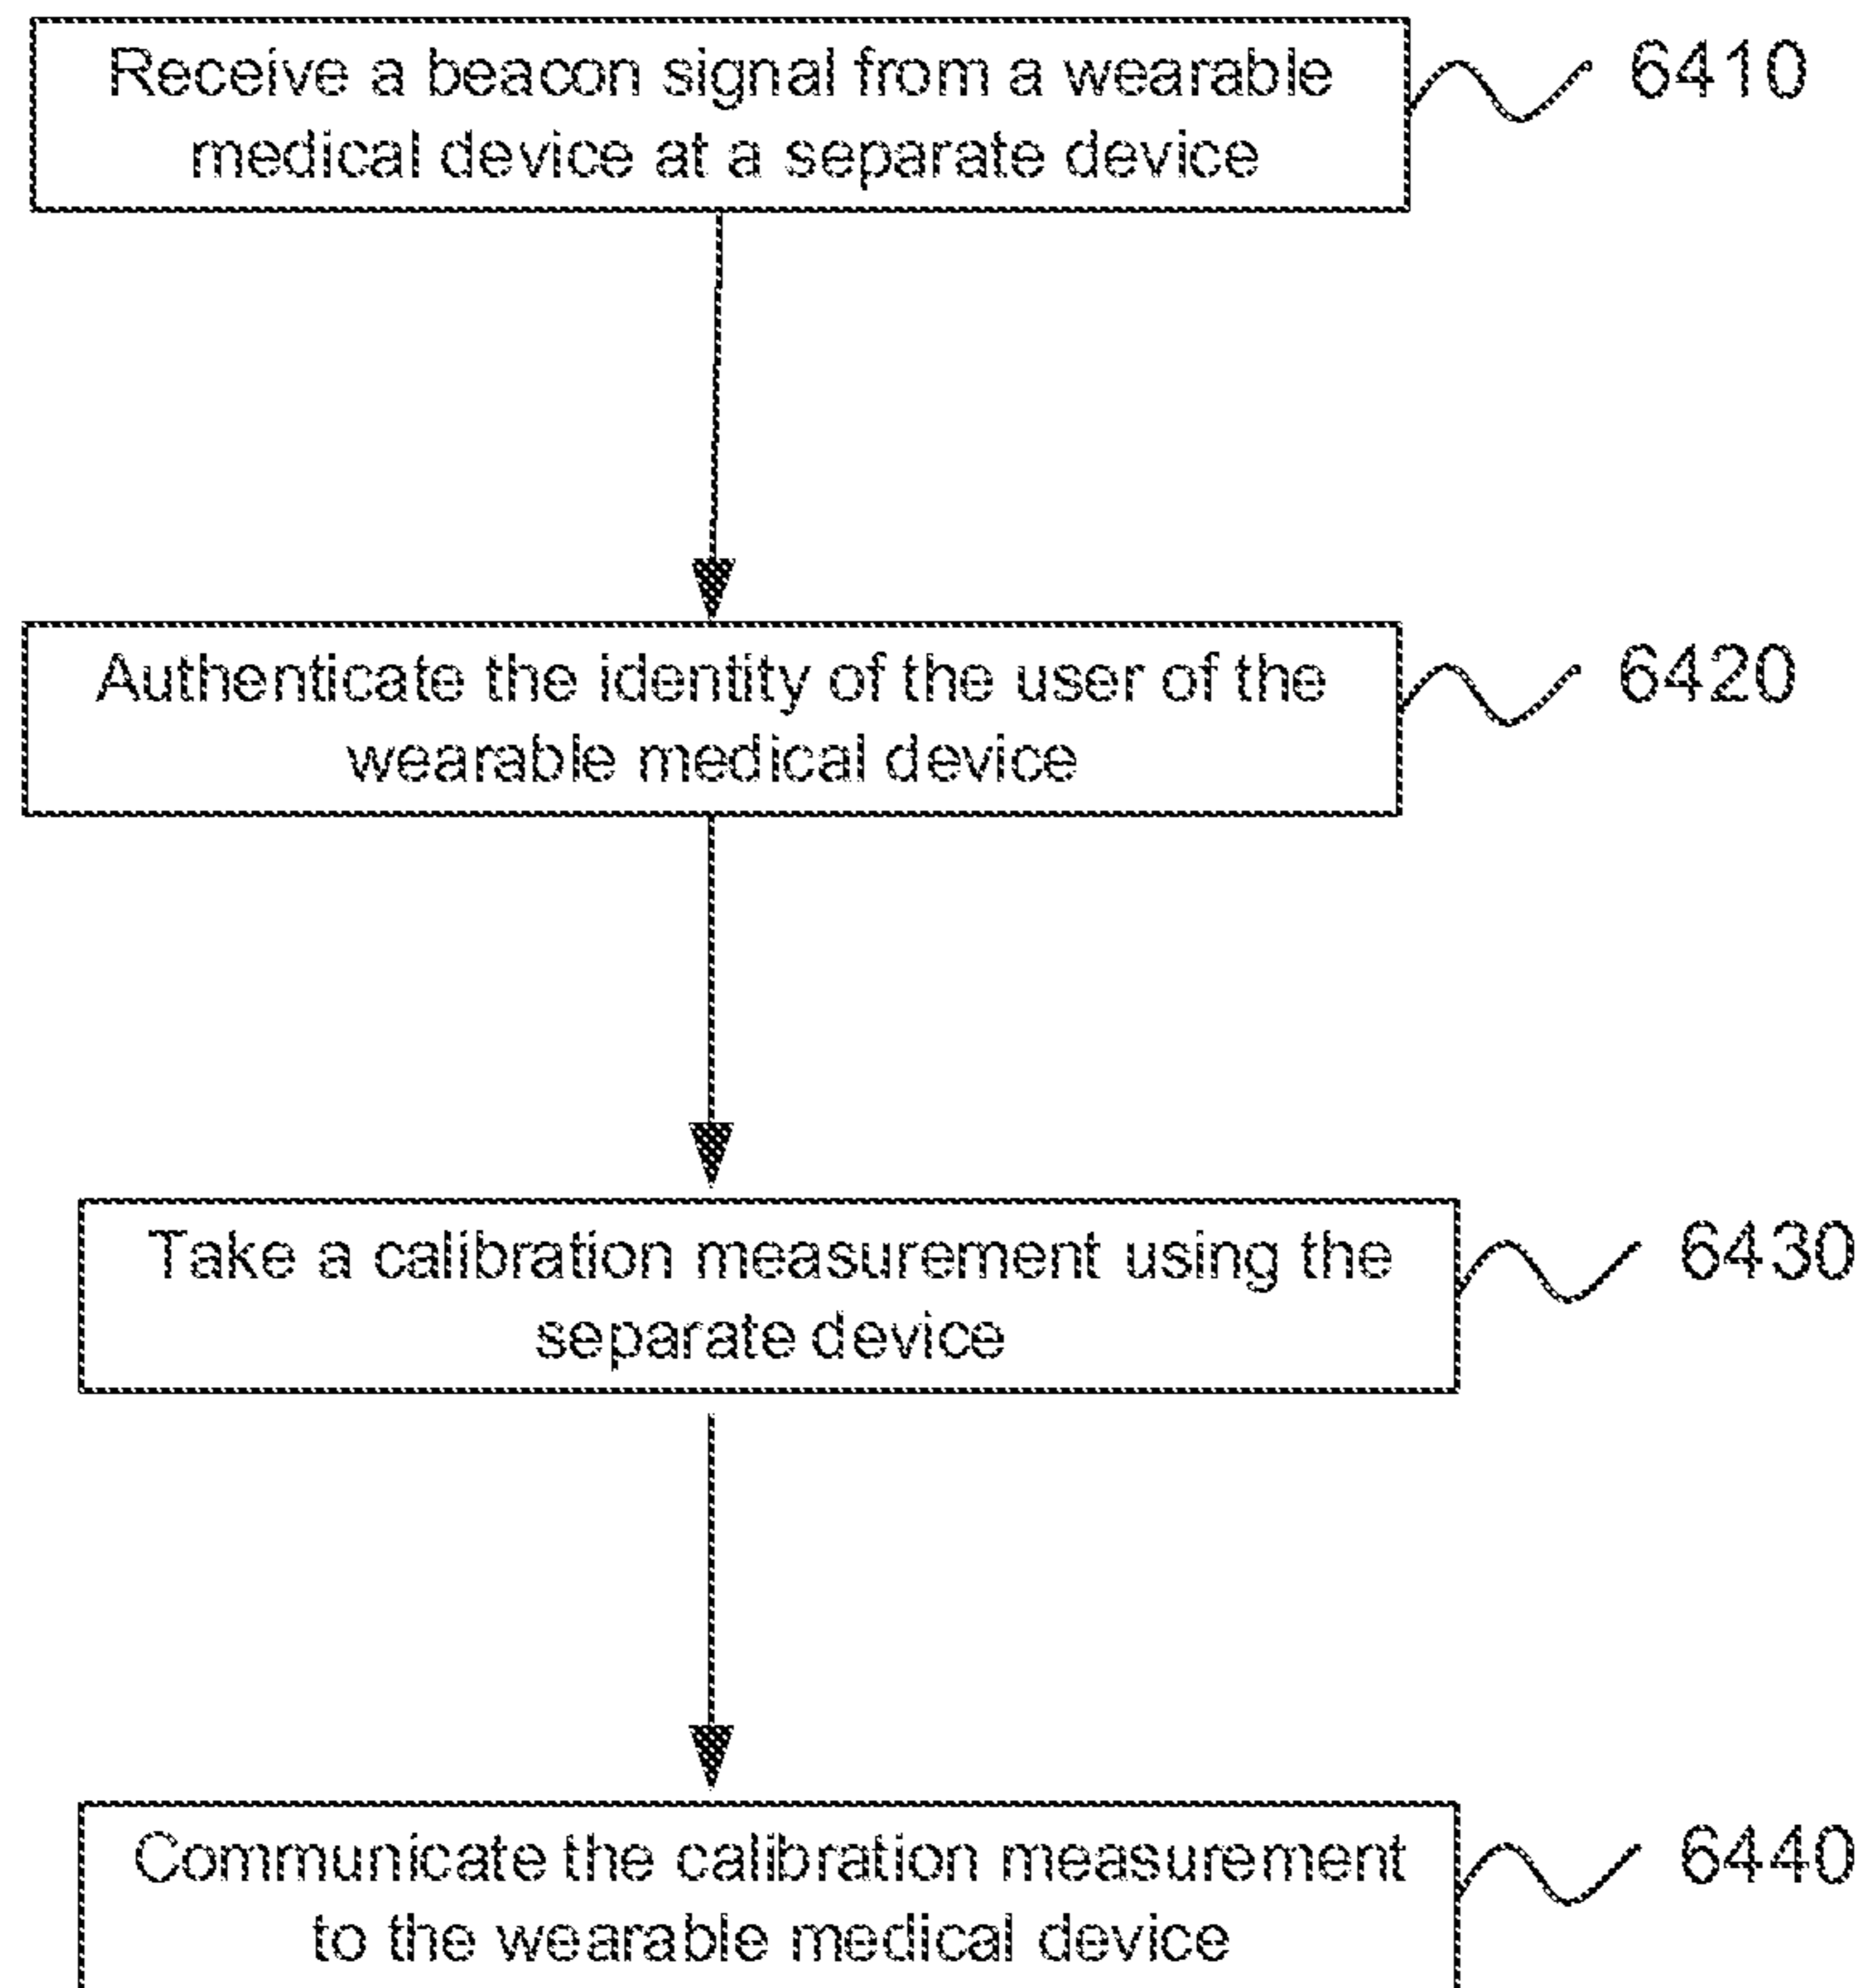 Receive a beacon signal from a wearable
medical device at a separate device
6410
Authenticate the identity of the user of the
wearable medical device
6420
Take a calibration measurement using the
separate device
6430
Communicate the calibration measurement
to the wearable medical device
6440